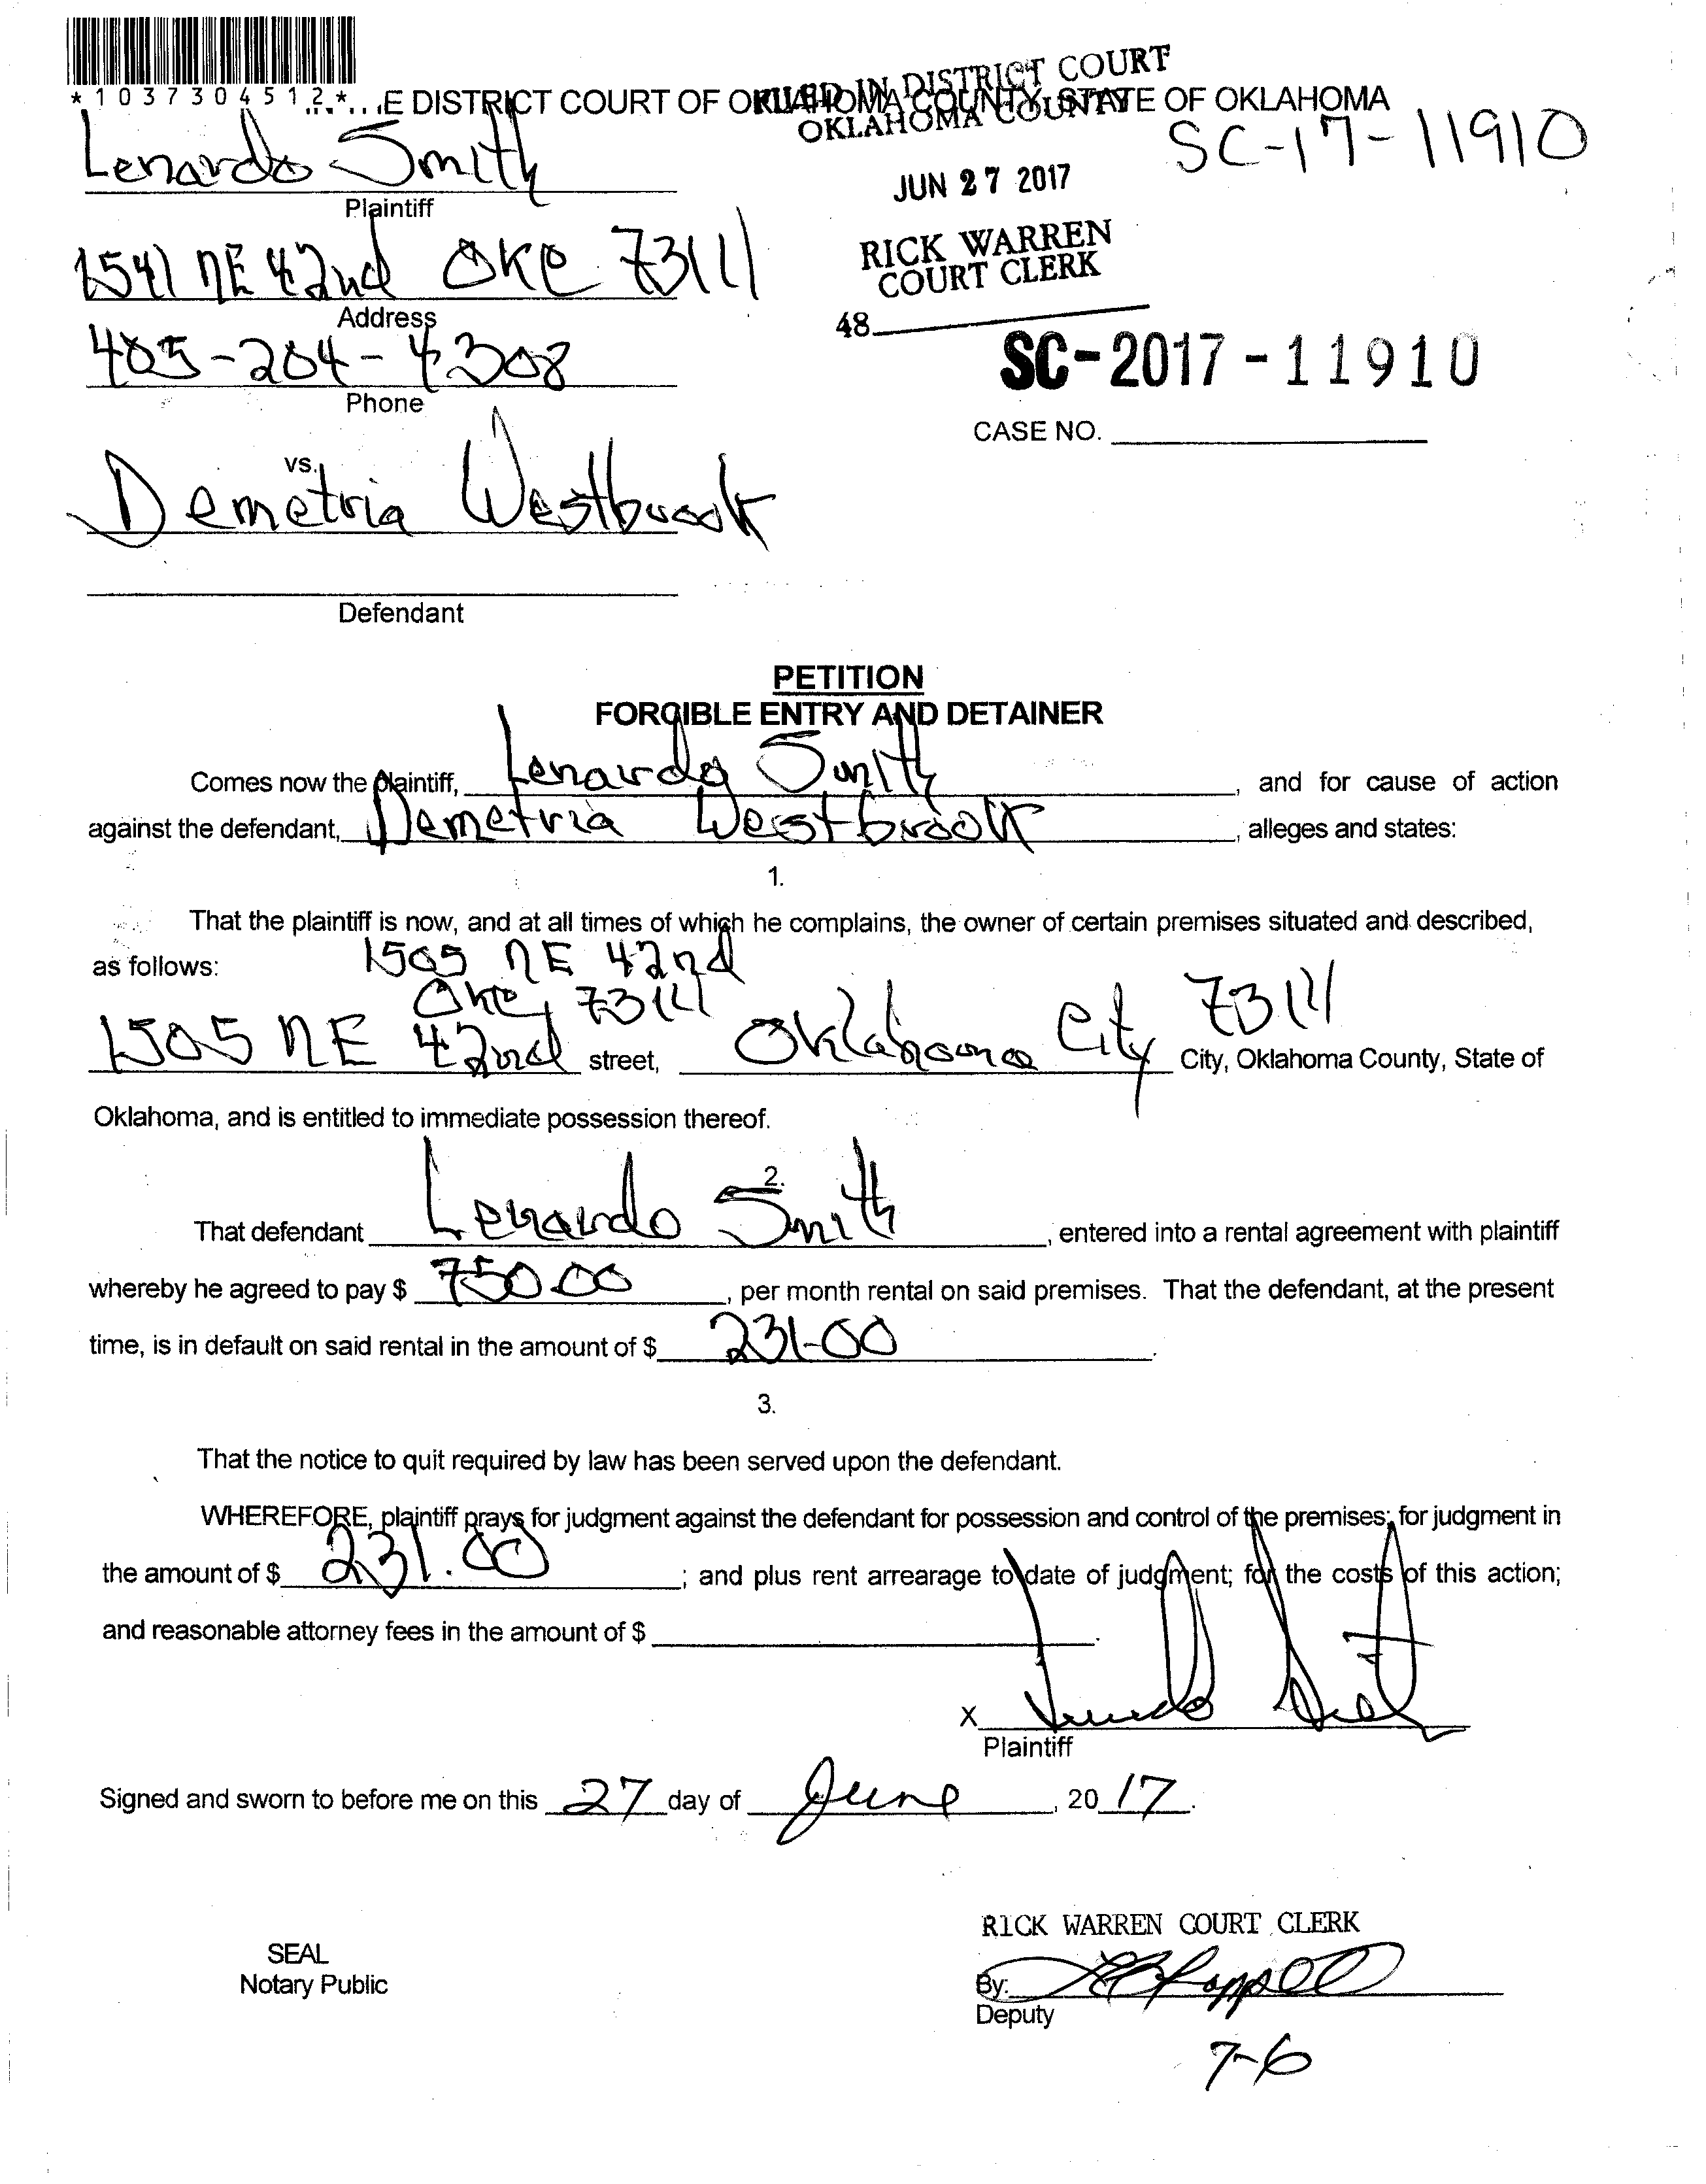 *1037304512*
E DISTRICT COURT OF OKLAHOMA COUNTY, STATE OF OKLAHOMA
FILED IN DISTRICT COURT
OKLAHOMA COUNTY
Lenardo Smith
SC-17-11910
Plaintiff
JUN 27 2017
1541 NE 42nd OKC 73111
RICK WARREN
COURT CLERK
Address
48
405-204-4308
SC-2017-11910
Phone
CASE NO.
vs.
Demetria Westbrook
Defendant
PETITION
FORCIBLE ENTRY AND DETAINER
Comes now the plaintiff, Lenardo Smith, and for cause of action
against the defendant, Demetria Westbrook, alleges and states:
1.
That the plaintiff is now, and at all times of which he complains, the owner of certain premises situated and described,
as follows: 1505 NE 42nd
OKC, 73111
1505 NE 42nd street, Oklahoma City 73111 City, Oklahoma County, State of
Oklahoma, and is entitled to immediate possession thereof.
2.
That defendant Lenardo Smith, entered into a rental agreement with plaintiff
whereby he agreed to pay $ 750.00, per month rental on said premises. That the defendant, at the present
time, is in default on said rental in the amount of $ 231.00.
3.
That the notice to quit required by law has been served upon the defendant.
WHEREFORE, plaintiff prays for judgment against the defendant for possession and control of the premises; for judgment in
the amount of $ 231.00; and plus rent arrearage to date of judgment; for the costs of this action;
and reasonable attorney fees in the amount of $ .
X Lenardo Smith
Plaintiff
Signed and sworn to before me on this 27 day of June, 2017.
RICK WARREN COURT CLERK
SEAL
Notary Public
By:
Deputy
7-6